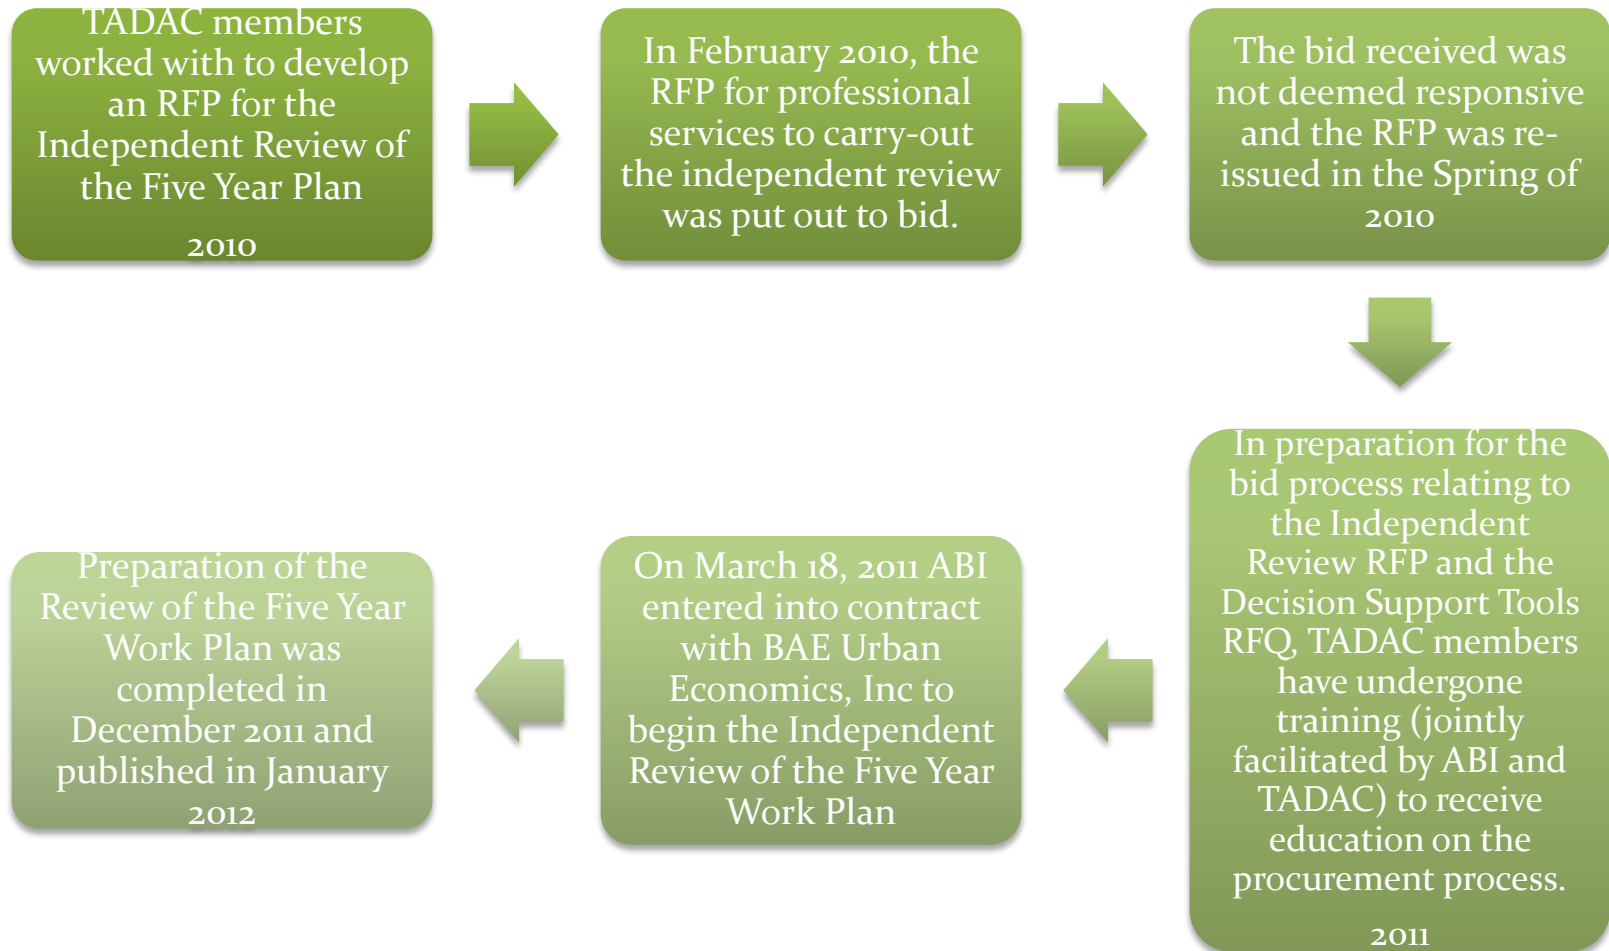 TADAC members
worked with to develop
an RFP for the
Independent Review of
the Five Year Plan
2010
In February 2010, the
RFP for professional
services to carry-out
the independent review
was put out to bid.
The bid received was
not deemed responsive
and the RFP was re-
issued in the Spring of
2010
In preparation for the
bid process relating to
the Independent
Review RFP and the
Decision Support Tools
RFQ, TADAC members
have undergone
training (jointly
facilitated by ABI and
TADAC) to receive
education on the
procurement process.
2011
On March 18, 2011 ABI
entered into contract
with BAE Urban
Economics, Inc to
begin the Independent
Review of the Five Year
Work Plan
Preparation of the
Review of the Five Year
Work Plan was
completed in
December 2011 and
published in January
2012